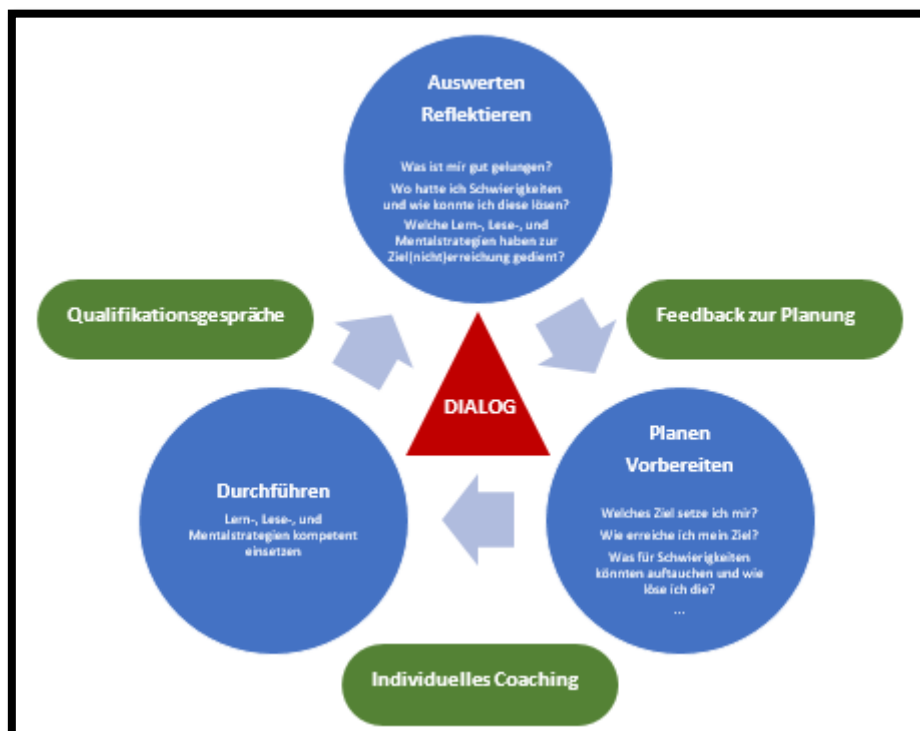 Auswerten
Reflektieren
Was ist mir gut gelungen?
Wo hatte ich Schwierigkeiten
und wie konnte ich diese lösen?
Welche Lern-, Lese-, und
Mentalstrategien haben zur
Ziel(nicht)erreichung gedient?
Qualifikationsgespräche
Feedback zur Planung
DIALOG
Planen
Vorbereiten
Welches Ziel setze ich mir?
Wie erreiche ich mein Ziel?
Was für Schwierigkeiten
könnten auftauchen und wie
löse ich die?
...
Durchführen
Lern-, Lese-, und
Mentalstrategien kompetent
einsetzen
Individuelles Coaching